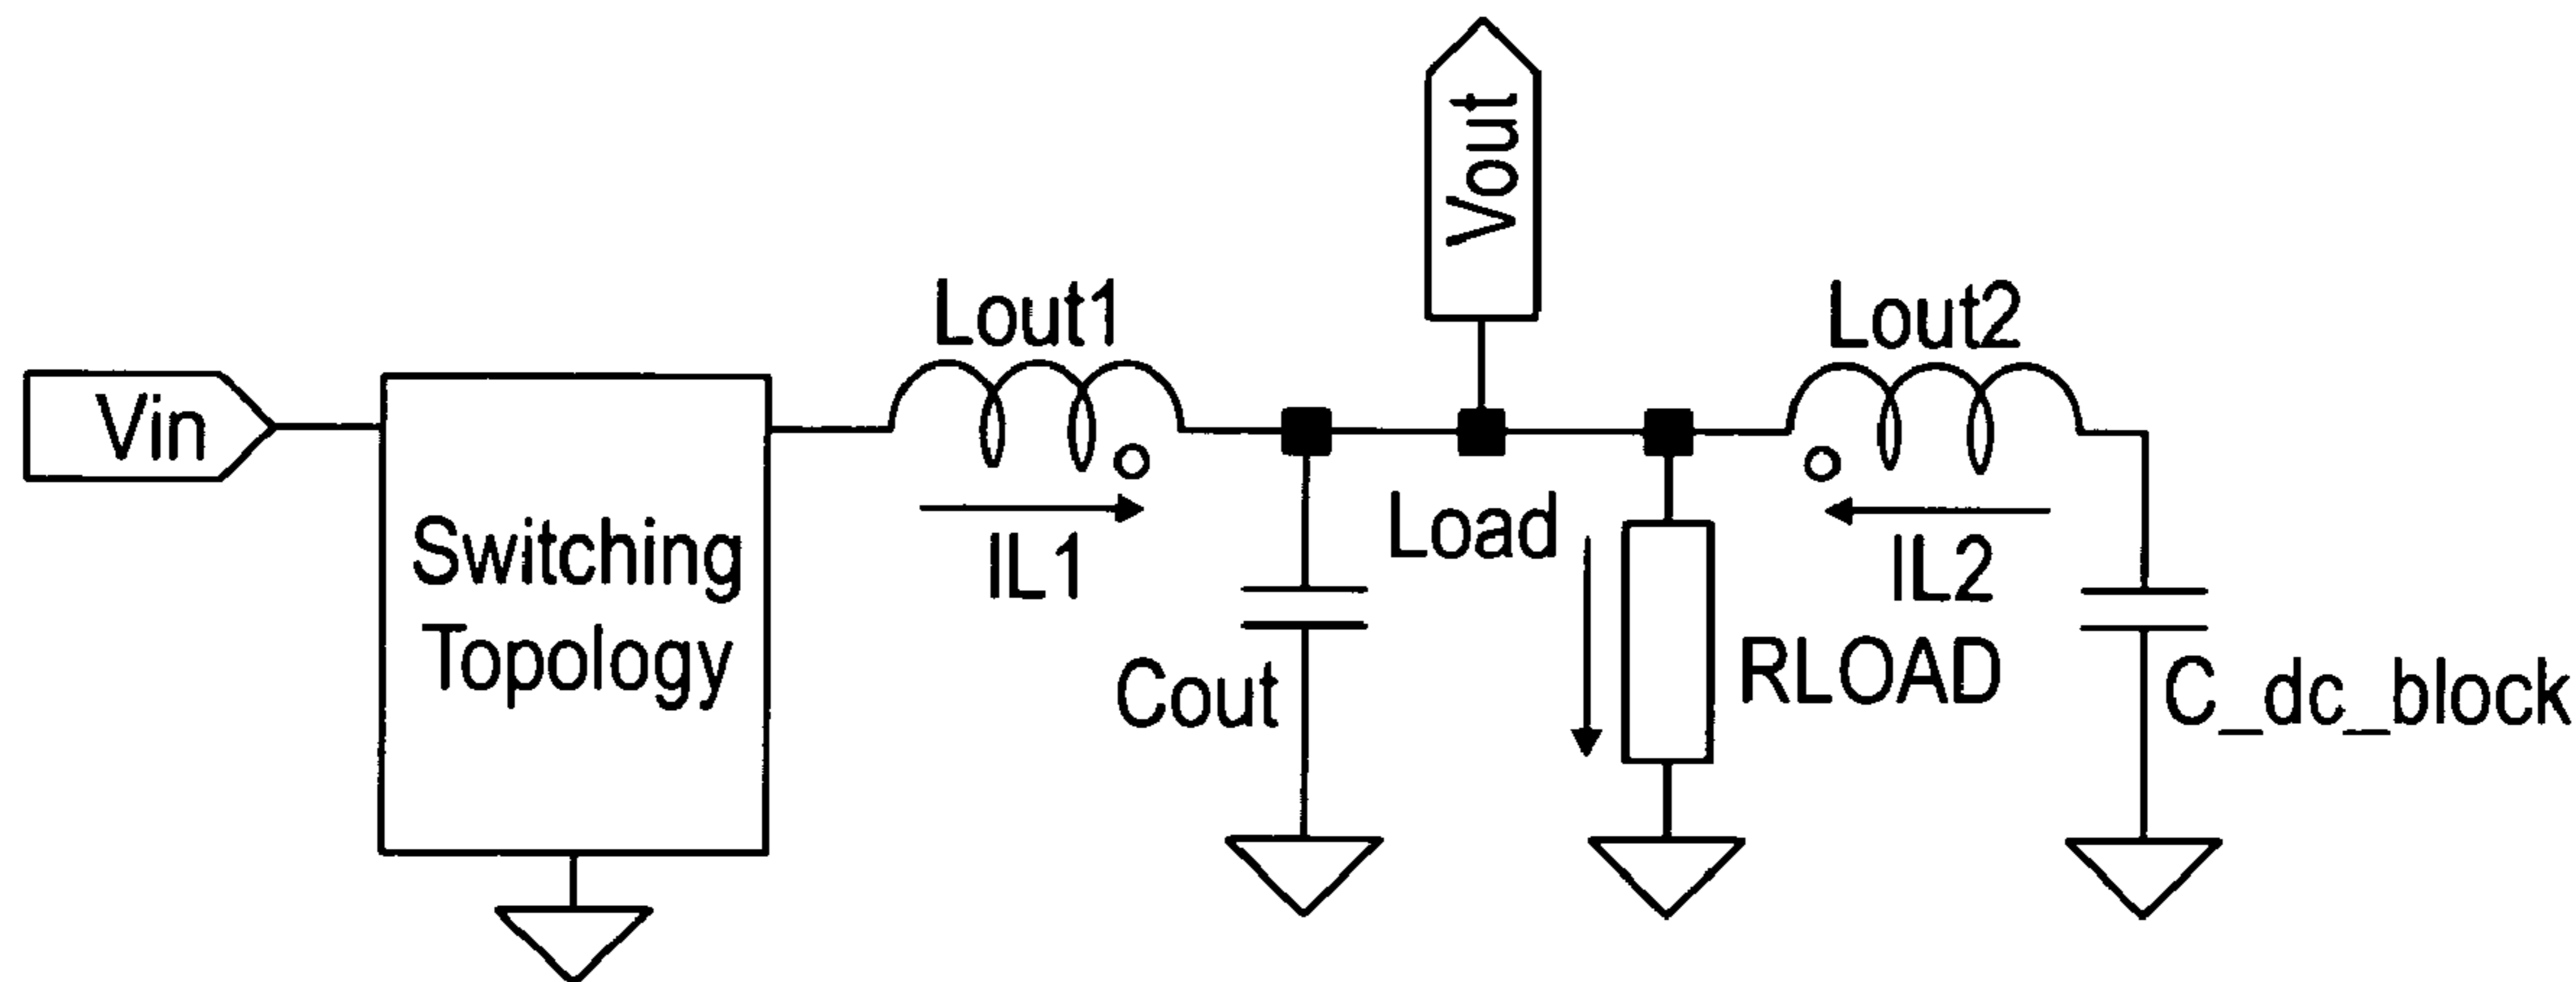 Vout
Lout1
Lout2
Vin
Switching
Topology
Load
IL1
IL2
Cout
RLOAD
C_dc_block